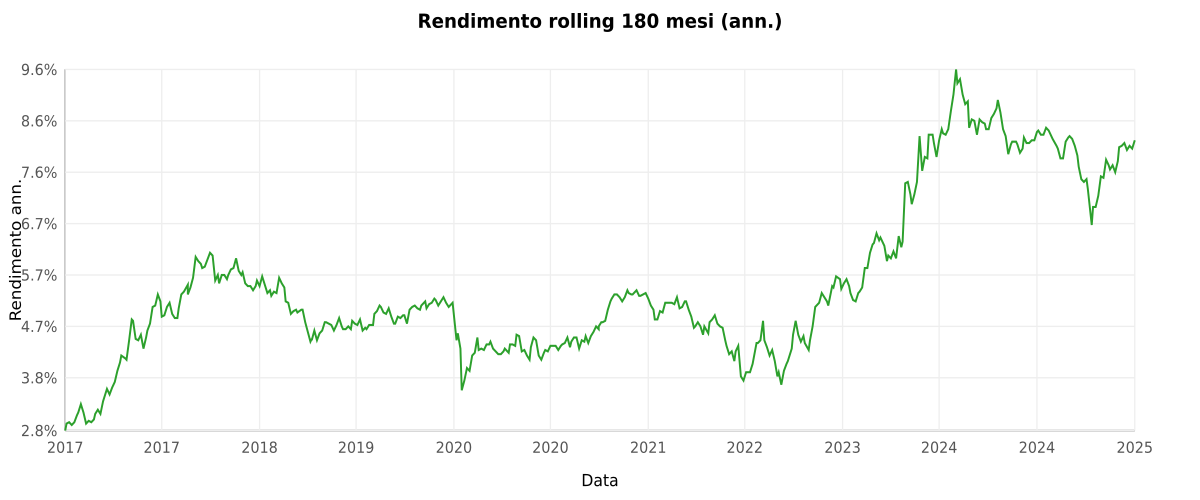 Rendimento rolling 180 mesi (ann.)
Rendimento ann.
9.6%
8.6%
7.6%
6.7%
5.7%
4.7%
3.8%
2.8%
2017 2017 2018 2019 2020 2020 2021 2022 2023 2024 2024 2025
Data